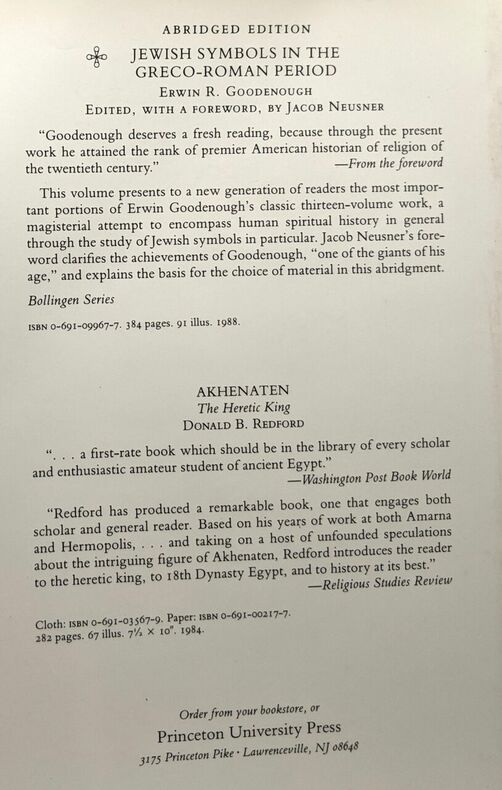 ABRIDGED EDITION
JEWISH SYMBOLS IN THE
GRECO-ROMAN PERIOD
ERWIN R. GOODENOUGH
EDITED, WITH A FOREWORD, BY JACOB NEUSNER
“Goodenough deserves a fresh reading, because through the present
work he attained the rank of premier American historian of religion of
the twentieth century.” —From the foreword
This volume presents to a new generation of readers the most impor-
tant portions of Erwin Goodenough’s classic thirteen-volume work, a
magisterial attempt to encompass human spiritual history in general
through the study of Jewish symbols in particular. Jacob Neusner’s fore-
word clarifies the achievements of Goodenough, “one of the giants of his
age,” and explains the basis for the choice of material in this abridgment.
Bollingen Series
ISBN 0-691-09967-7. 384 pages. 91 illus. 1988.
AKHENATEN
The Heretic King
DONALD B. REDFORD
“. . . a first-rate book which should be in the library of every scholar
and enthusiastic amateur student of ancient Egypt.”
—Washington Post Book World
“Redford has produced a remarkable book, one that engages both
scholar and general reader. Based on his years of work at both Amarna
and Hermopolis, . . . and taking on a host of unfounded speculations
about the intriguing figure of Akhenaten, Redford introduces the reader
to the heretic king, to 18th Dynasty Egypt, and to history at its best.”
—Religious Studies Review
Cloth: ISBN 0-691-03567-9. Paper: ISBN 0-691-00217-7.
282 pages. 67 illus. 7½ × 10″. 1984.
Order from your bookstore, or
Princeton University Press
3175 Princeton Pike · Lawrenceville, NJ 08648